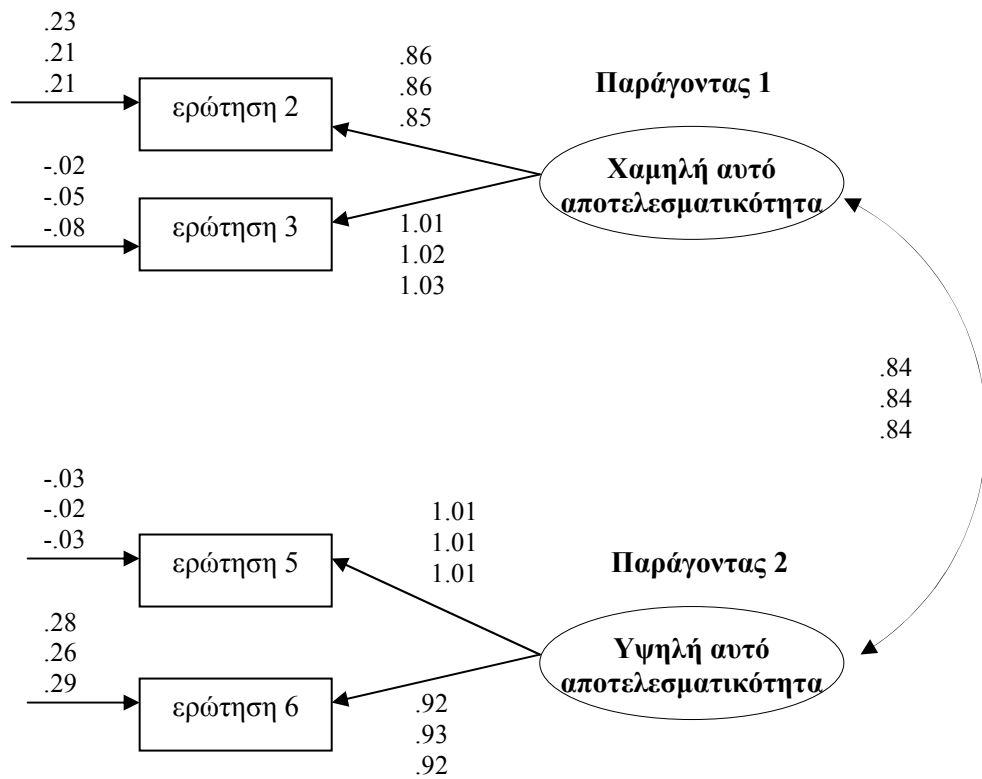 .23
.21
.21
.86
.86
.85
Παράγοντας 1
ερώτηση 2
Χαμηλή αυτό
αποτελεσματικότητα
-.02
-.05
-.08
ερώτηση 3
1.01
1.02
1.03
.84
.84
.84
-.03
-.02
-.03
1.01
1.01
1.01
ερώτηση 5
Παράγοντας 2
.28
.26
.29
Υψηλή αυτό
αποτελεσματικότητα
ερώτηση 6
.92
.93
.92